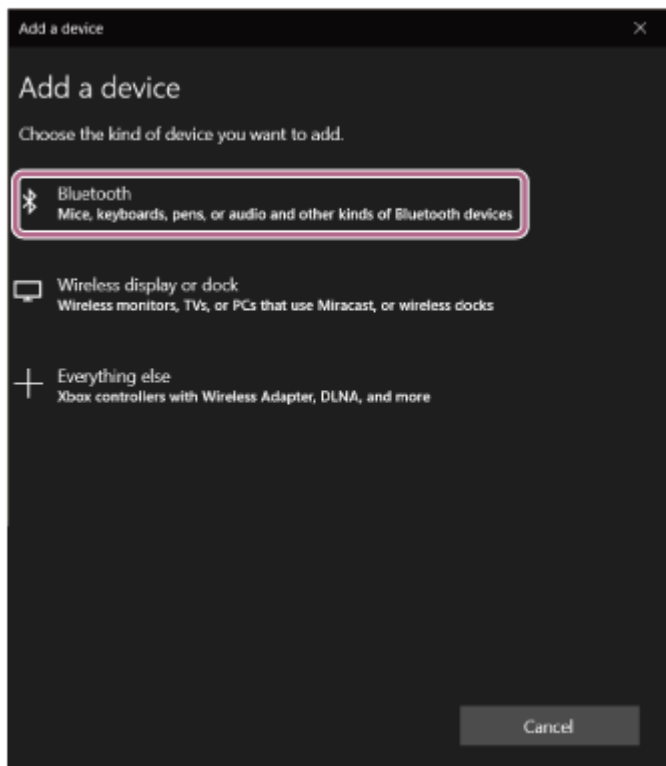 Add a device
Add a device
Choose the kind of device you want to add.
Bluetooth
Mice, keyboards, pens, or audio and other kinds of Bluetooth devices
Wireless display or dock
Wireless monitors, TVs, or PCs that use Miracast, or wireless docks
Everything else
Xbox controllers with Wireless Adapter, DLNA, and more
Cancel